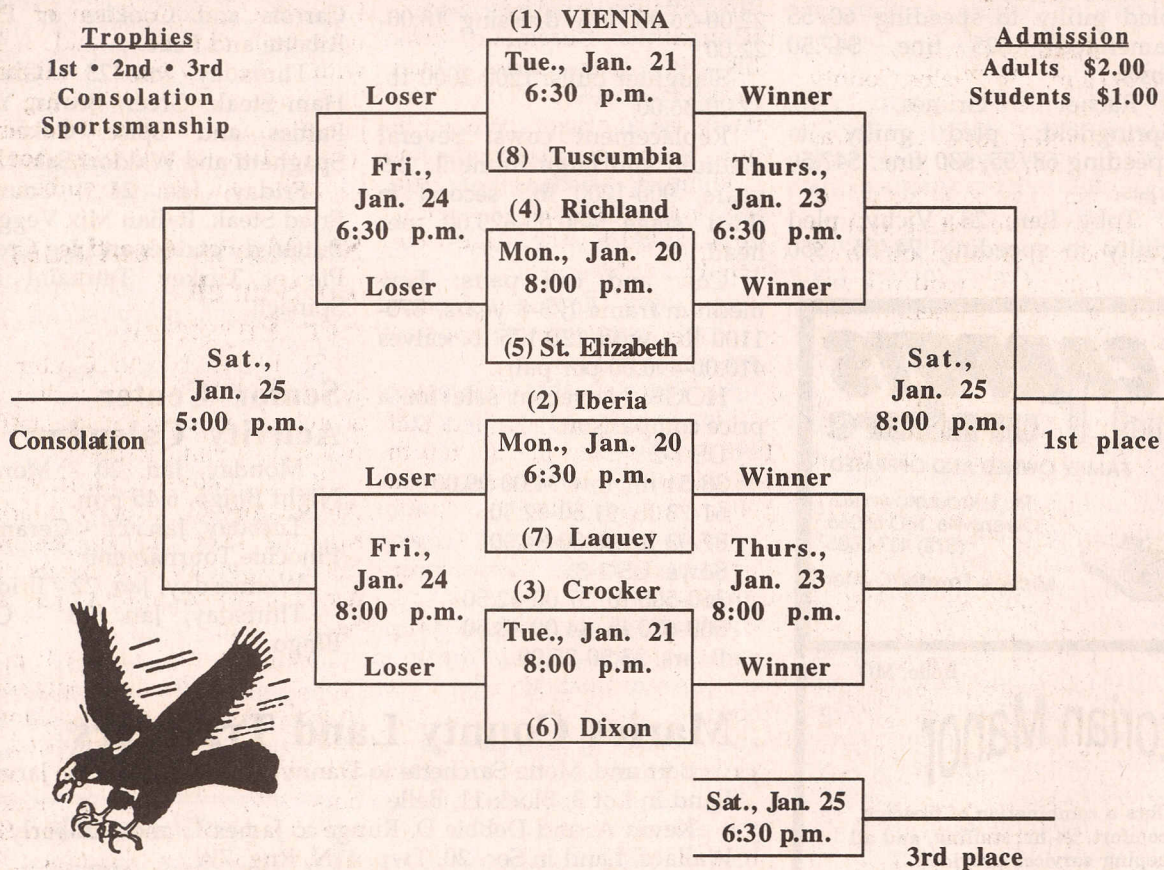 (1) VIENNA
Trophies
1st • 2nd • 3rd
Consolation
Sportsmanship
Admission
Adults $2.00
Students $1.00
Tue., Jan. 21
6:30 p.m.
Loser
Winner
(8) Tuscumbia
Fri.,
Jan. 24
6:30 p.m.
Thurs.,
Jan. 23
6:30 p.m.
(4) Richland
Mon., Jan. 20
8:00 p.m.
Loser
Winner
(5) St. Elizabeth
Sat.,
Jan. 25
5:00 p.m.
Consolation
Sat.,
Jan. 25
8:00 p.m.
1st place
(2) Iberia
Mon., Jan. 20
6:30 p.m.
Loser
Winner
(7) Laquey
Fri.,
Jan. 24
8:00 p.m.
Thurs.,
Jan. 23
8:00 p.m.
(3) Crocker
Tue., Jan. 21
8:00 p.m.
Loser
Winner
(6) Dixon
Sat., Jan. 25
6:30 p.m.
3rd place